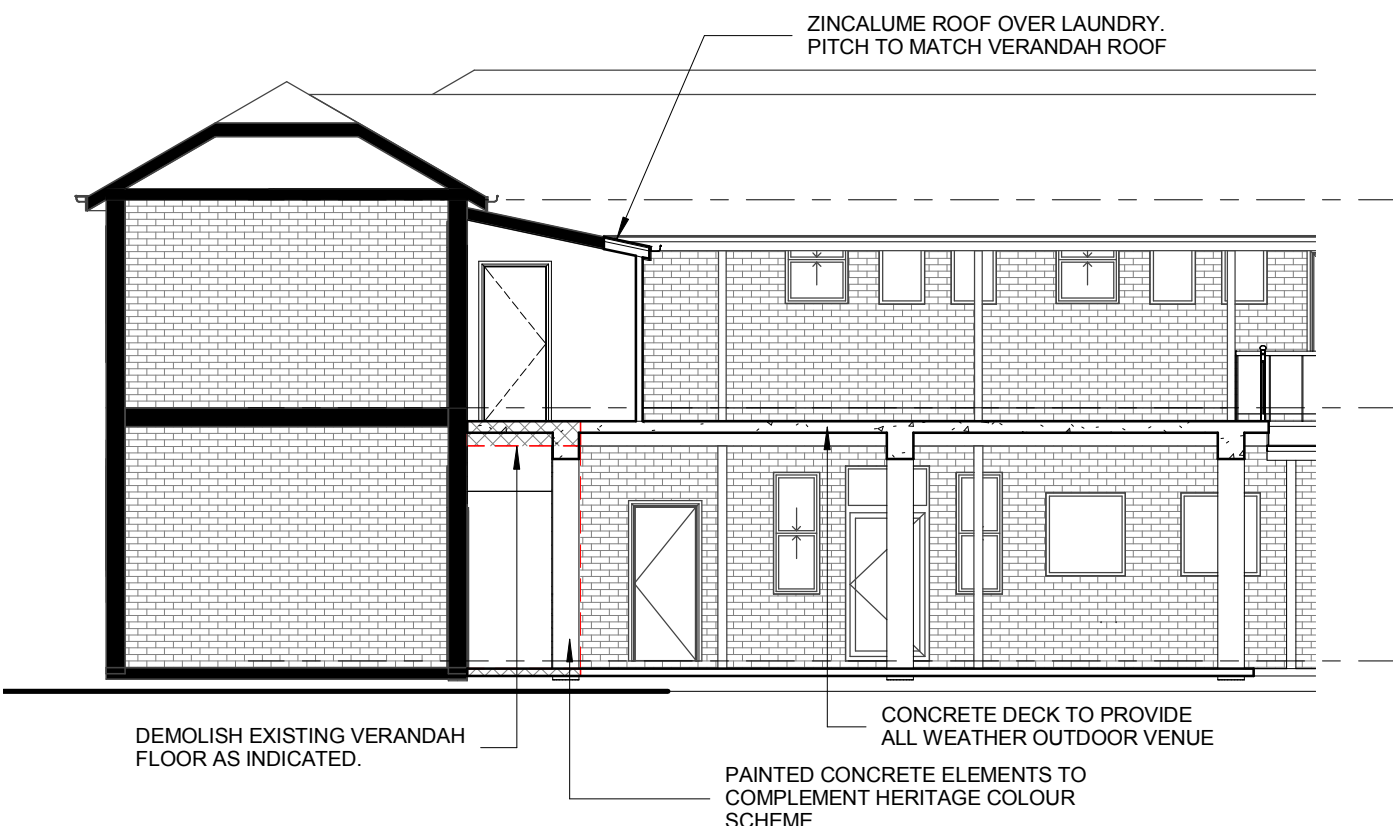 ZINCALUME ROOF OVER LAUNDRY.
PITCH TO MATCH VERANDAH ROOF
DEMOLISH EXISTING VERANDAH
FLOOR AS INDICATED.
CONCRETE DECK TO PROVIDE
ALL WEATHER OUTDOOR VENUE
PAINTED CONCRETE ELEMENTS TO
COMPLEMENT HERITAGE COLOUR
SCHEME